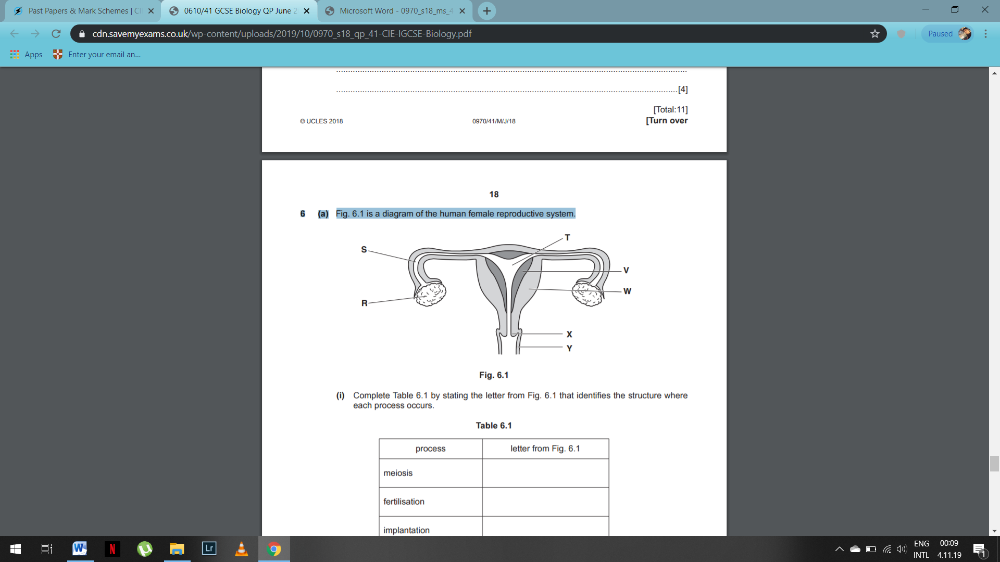 Past Papers & Mark Schemes | CI
0610/41 GCSE Biology QP June 2
Microsoft Word - 0970_s18_ms_4
cdn.savemyexams.co.uk/wp-content/uploads/2019/10/0970_s18_qp_41-CIE-IGCSE-Biology.pdf
Paused
Apps
Enter your email an...
[4]
[Total:11]
© UCLES 2018
0970/41/M/J/18
[Turn over
18
6 (a) Fig. 6.1 is a diagram of the human female reproductive system.
T
S
V
W
R
X
Y
Fig. 6.1
(i) Complete Table 6.1 by stating the letter from Fig. 6.1 that identifies the structure where
each process occurs.
Table 6.1
process letter from Fig. 6.1
meiosis
fertilisation
implantation
W
N
Lr
ENG 00:09
INTL 4.11.19
1